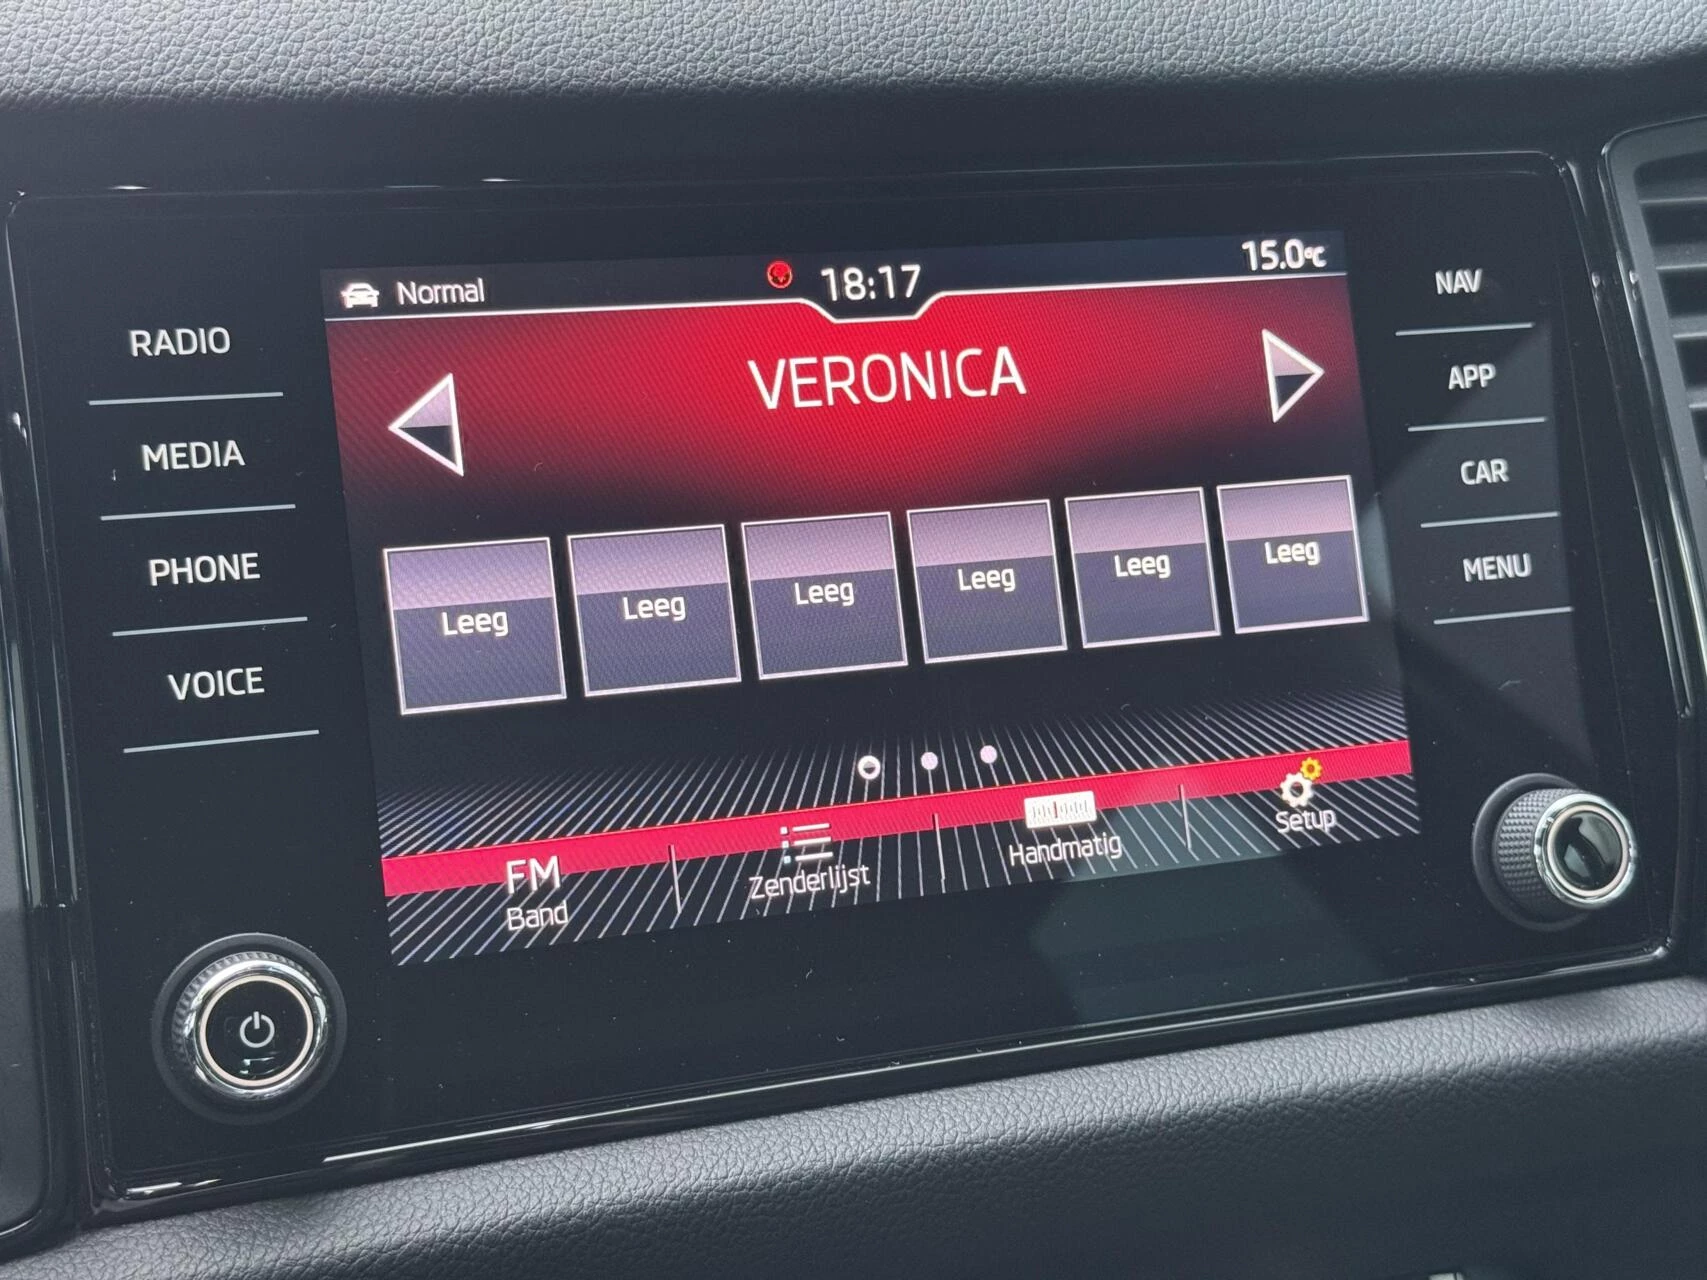 Normal
18:17
15.0°C
VERONICA
RADIO
MEDIA
PHONE
VOICE
NAV
APP
CAR
MENU
Leeg
Leeg
Leeg
Leeg
Leeg
Leeg
FM
Band
Zenderlijst
Handmatig
Setup